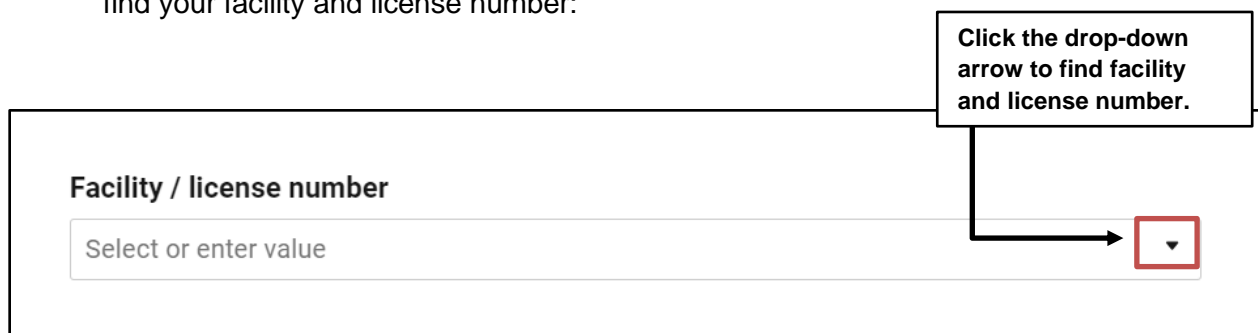 find your facility and license number:
Click the drop-down
arrow to find facility
and license number.
Facility / license number
Select or enter value